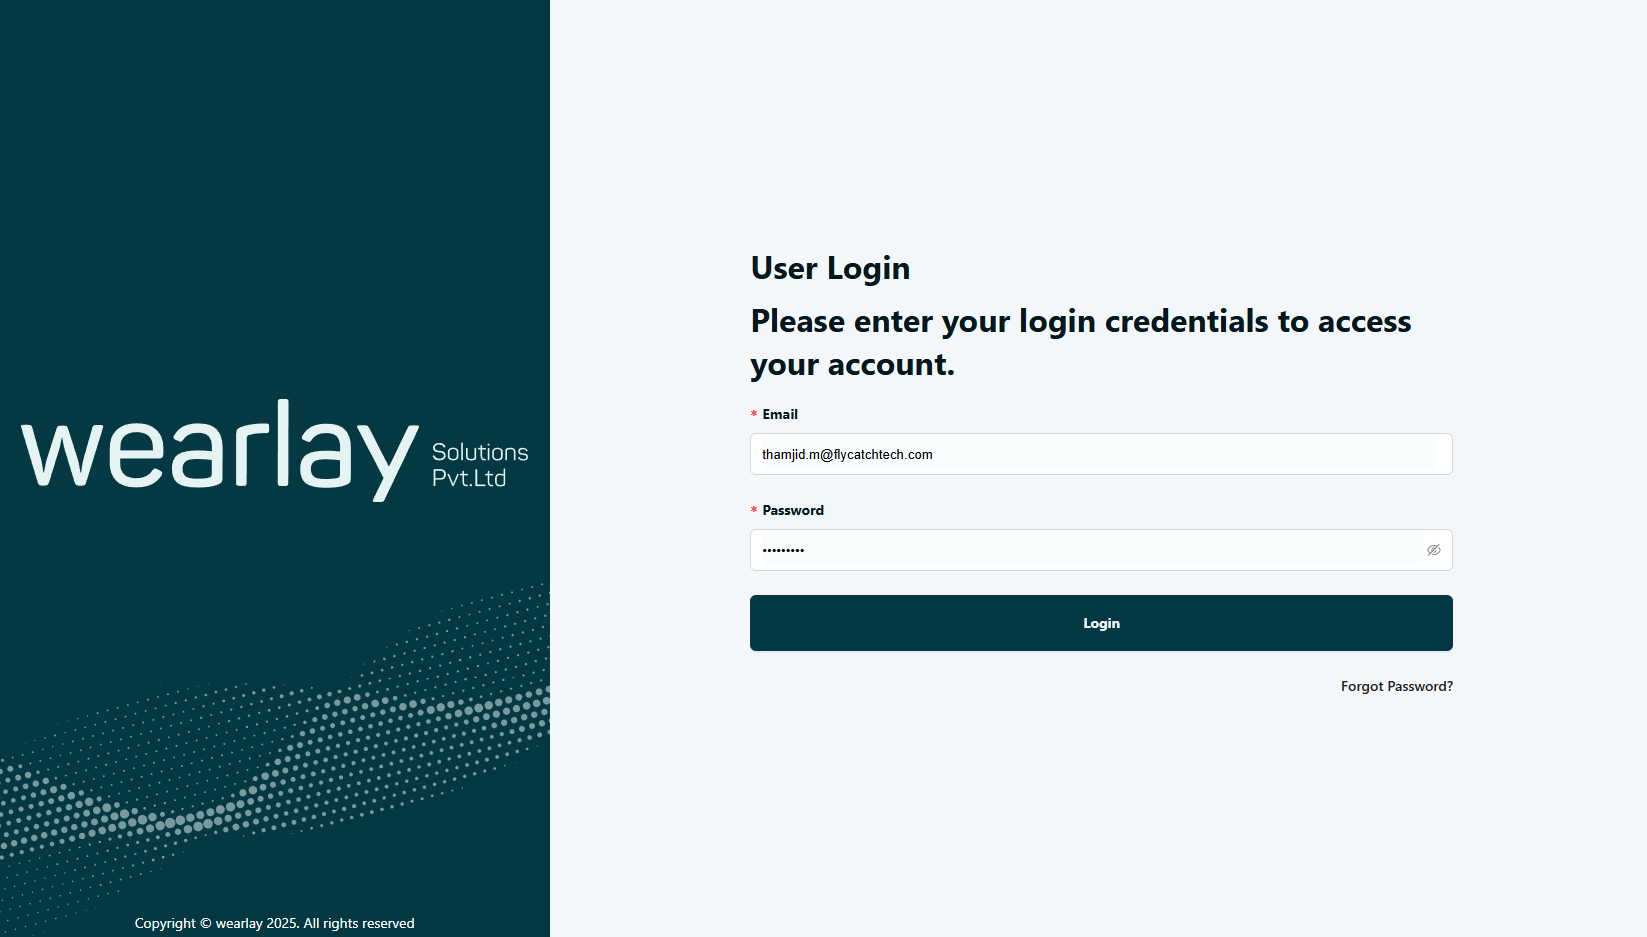 wearlay
Solutions
Pvt.Ltd
Copyright © wearlay 2025. All rights reserved
User Login
Please enter your login credentials to access
your account.
* Email
thamjid.m@flycatchtech.com
* Password
•••••••••
Login
Forgot Password?